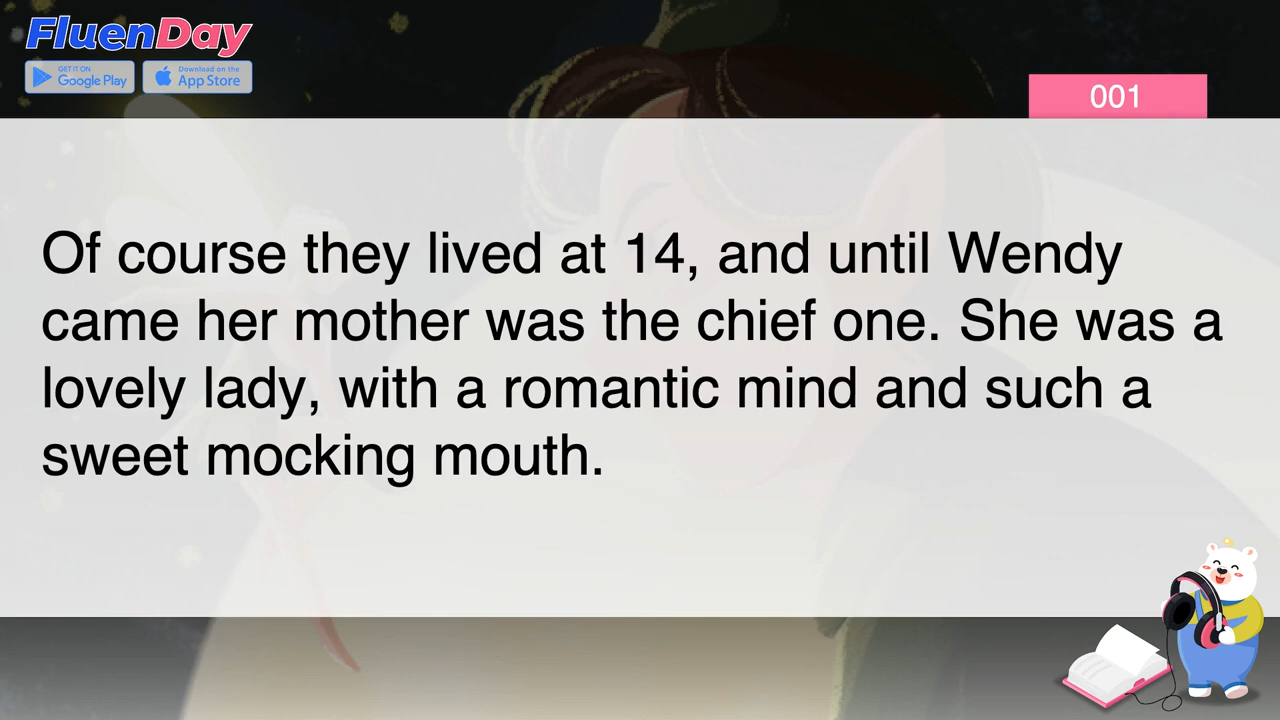 FluenDay
GET IT ON
Google Play
Download on the
App Store
001
Of course they lived at 14, and until Wendy
came her mother was the chief one. She was a
lovely lady, with a romantic mind and such a
sweet mocking mouth.